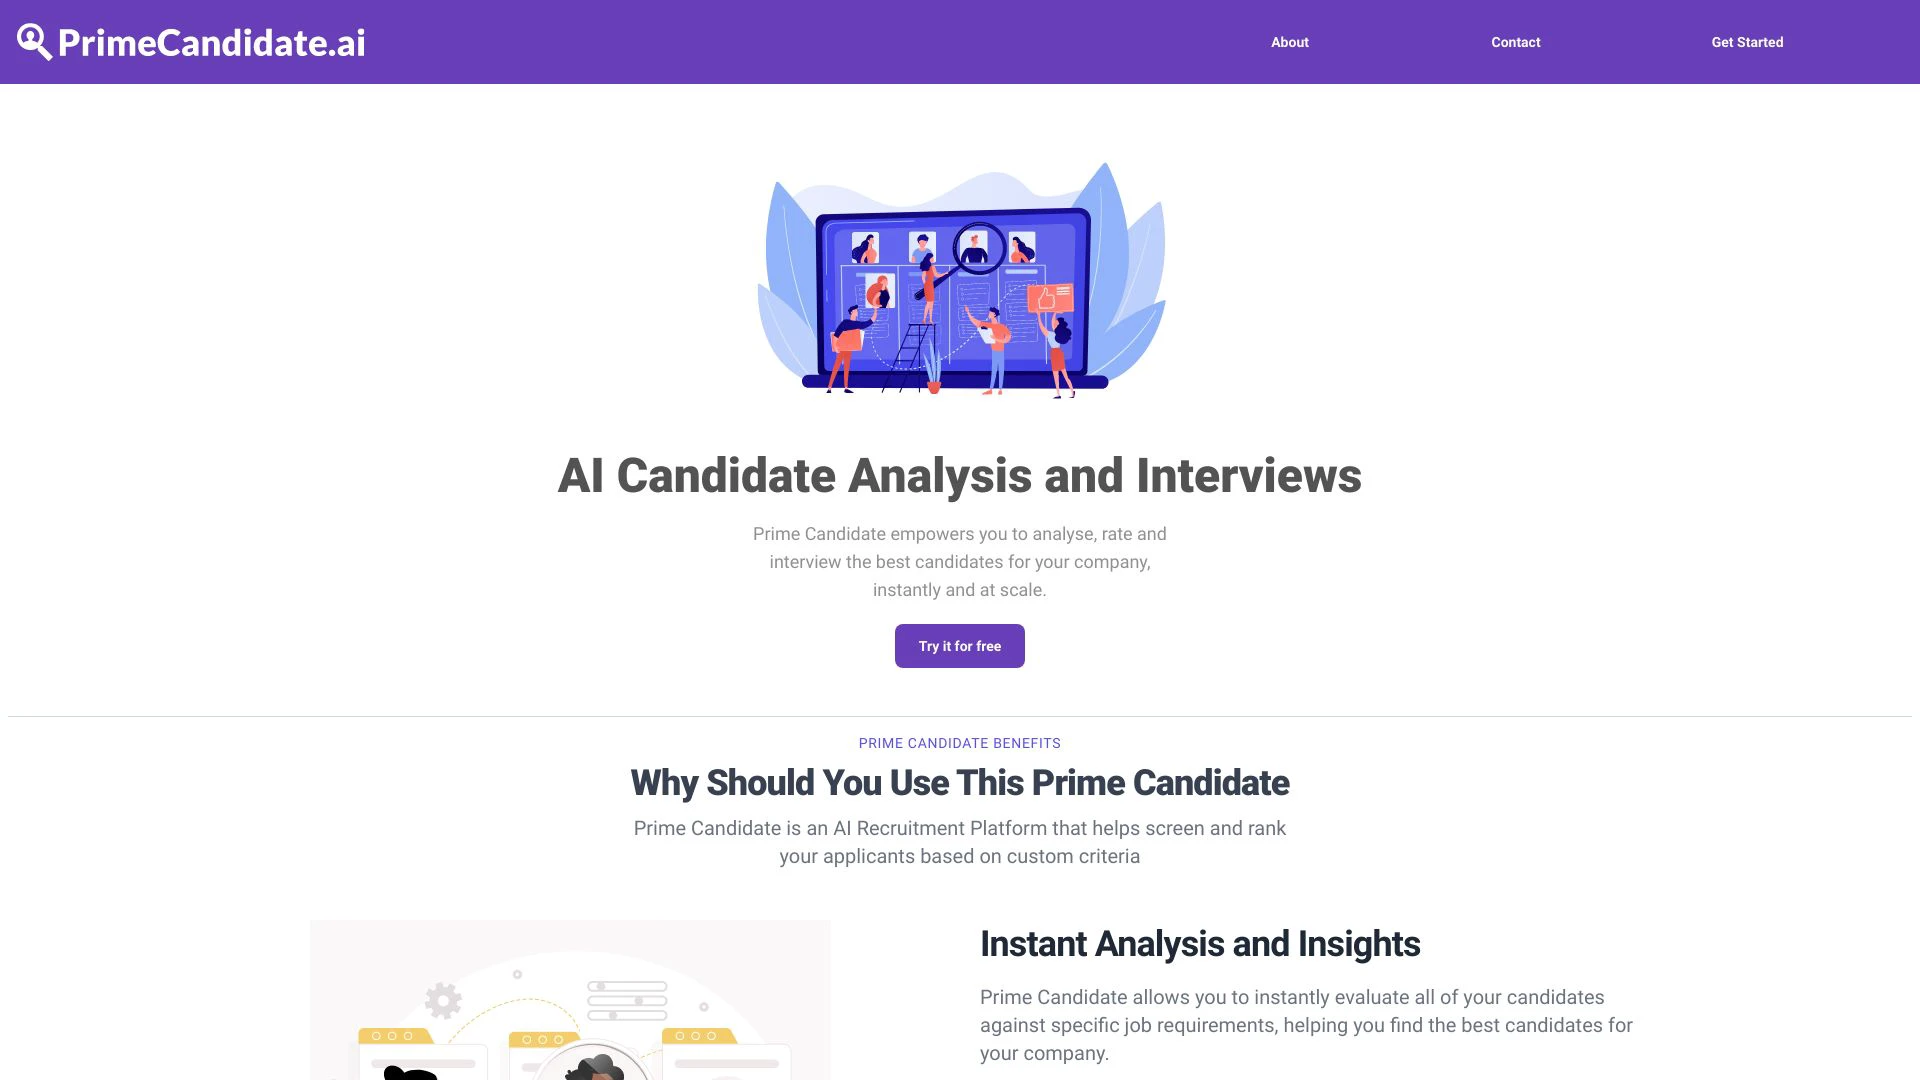 PrimeCandidate.ai
About
Contact
Get Started
AI Candidate Analysis and Interviews
Prime Candidate empowers you to analyse, rate and
interview the best candidates for your company,
instantly and at scale.
Try it for free
PRIME CANDIDATE BENEFITS
Why Should You Use This Prime Candidate
Prime Candidate is an AI Recruitment Platform that helps screen and rank
your applicants based on custom criteria
Instant Analysis and Insights
Prime Candidate allows you to instantly evaluate all of your candidates
against specific job requirements, helping you find the best candidates for
your company.